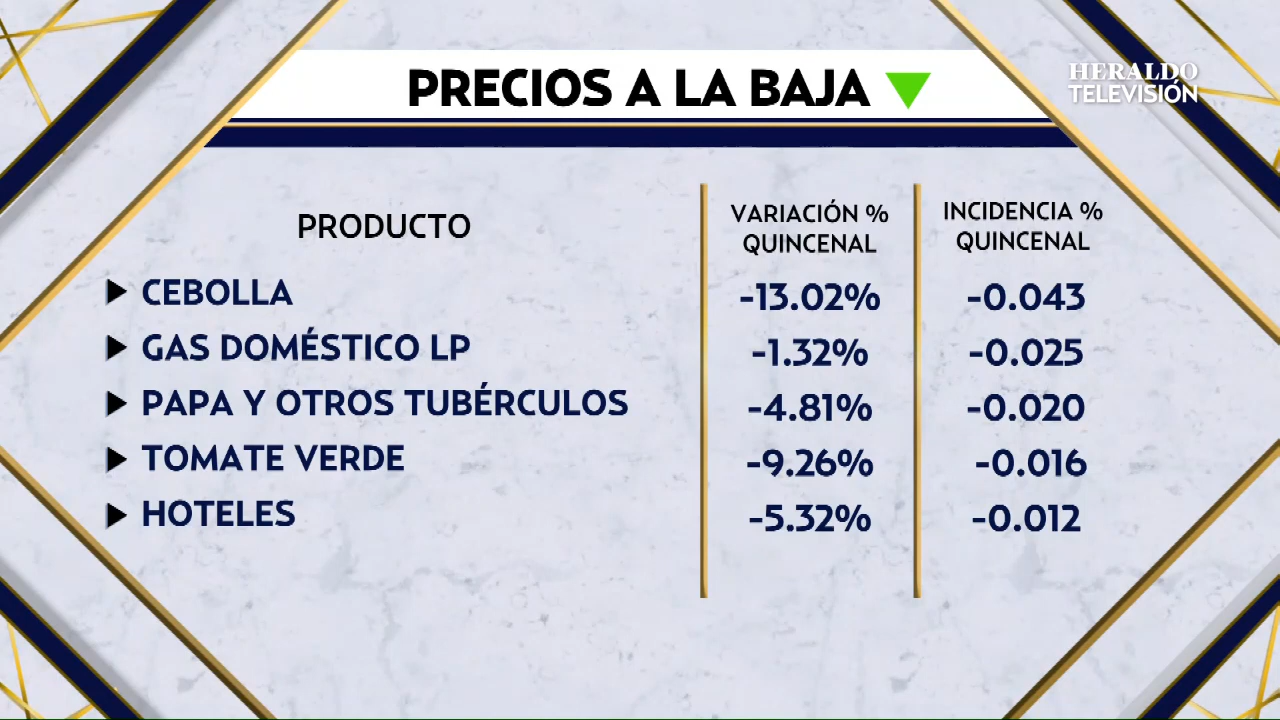 PRECIOS A LA BAJA
HERALDO
TELEVISIÓN
PRODUCTO
VARIACIÓN %
QUINCENAL
INCIDENCIA %
QUINCENAL
CEBOLLA -13.02% -0.043
GAS DOMÉSTICO LP -1.32% -0.025
PAPA Y OTROS TUBÉRCULOS -4.81% -0.020
TOMATE VERDE -9.26% -0.016
HOTELES -5.32% -0.012